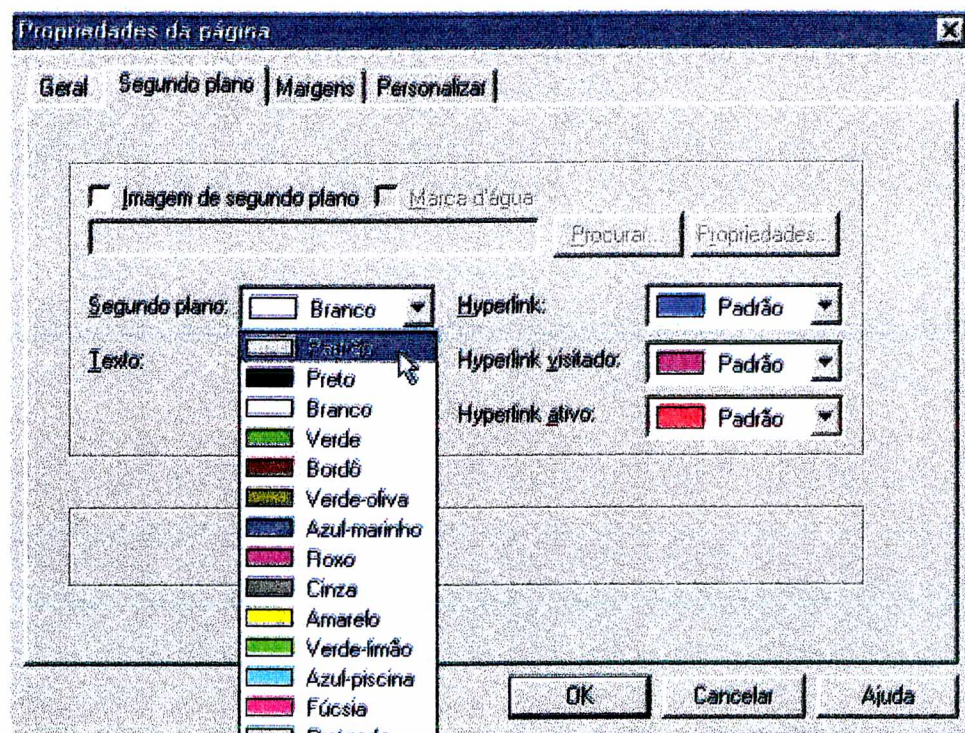 Propriedades da página
Geral Segundo plano Margens Personalizar
Imagem de segundo plano Marca d'água
Procurar... Propriedades...
Segundo plano: Branco Hyperlink: Padrão
Texto: Hyperlink visitado: Padrão
Preto
Branco Hyperlink ativo: Padrão
Verde
Bordô
Verde-oliva
Azul-marinho
Roxo
Cinza
Amarelo
Verde-limão
Azul-piscina
Fúcsia
OK Cancelar Ajuda